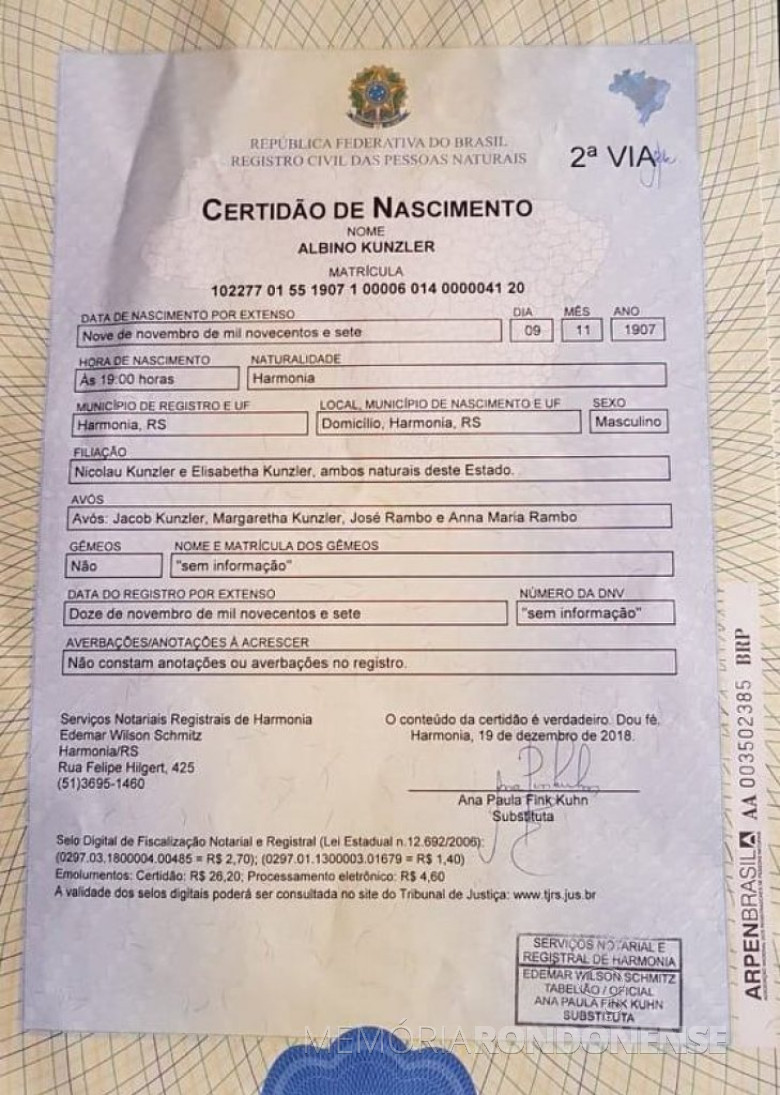 REPÚBLICA FEDERATIVA DO BRASIL
REGISTRO CIVIL DAS PESSOAS NATURAIS
2ª VIA
CERTIDÃO DE NASCIMENTO
NOME
ALBINO KUNZLER
MATRÍCULA
102277 01 55 1907 1 00006 014 0000041 20
DATA DE NASCIMENTO POR EXTENSO DIA MÊS ANO
Nove de novembro de mil novecentos e sete 09 11 1907
HORA DE NASCIMENTO NATURALIDADE
Às 19:00 horas Harmonia
MUNICÍPIO DE REGISTRO E UF LOCAL, MUNICÍPIO DE NASCIMENTO E UF SEXO
Harmonia, RS Domicílio, Harmonia, RS Masculino
FILIAÇÃO
Nicolau Kunzler e Elisabetha Kunzler, ambos naturais deste Estado.
AVÓS
Avós: Jacob Kunzler, Margaretha Kunzler, José Rambo e Anna Maria Rambo
GÊMEOS NOME E MATRÍCULA DOS GÊMEOS
Não "sem informação"
DATA DO REGISTRO POR EXTENSO NÚMERO DA DNV
Doze de novembro de mil novecentos e sete "sem informação"
AVERBAÇÕES/ANOTAÇÕES À ACRESCER
Não constam anotações ou averbações no registro.
Serviços Notariais Registrais de Harmonia
Edemar Wilson Schmitz
Harmonia/RS
Rua Felipe Hilgert, 425
(51)3695-1460
O conteúdo da certidão é verdadeiro. Dou fé.
Harmonia, 19 de dezembro de 2018.
Ana Paula Fink Kuhn
Substituta
Selo Digital de Fiscalização Notarial e Registral (Lei Estadual n.12.692/2006):
(0297.03.1800004.00485 = R$ 2,70); (0297.01.1300003.01679 = R$ 1,40)
Emolumentos: Certidão: R$ 26,20; Processamento eletrônico: R$ 4,60
A validade dos selos digitais poderá ser consultada no site do Tribunal de Justiça: www.tjrs.jus.br
SERVIÇOS NOTARIAL E
REGISTRAL DE HARMONIA
EDEMAR WILSON SCHMITZ
TABELIÃO / OFICIAL
ANA PAULA FINK KUHN
SUBSTITUTA
ARPENBRASIL AA 003502385 BRP
MEMÓRIARONDONENSE